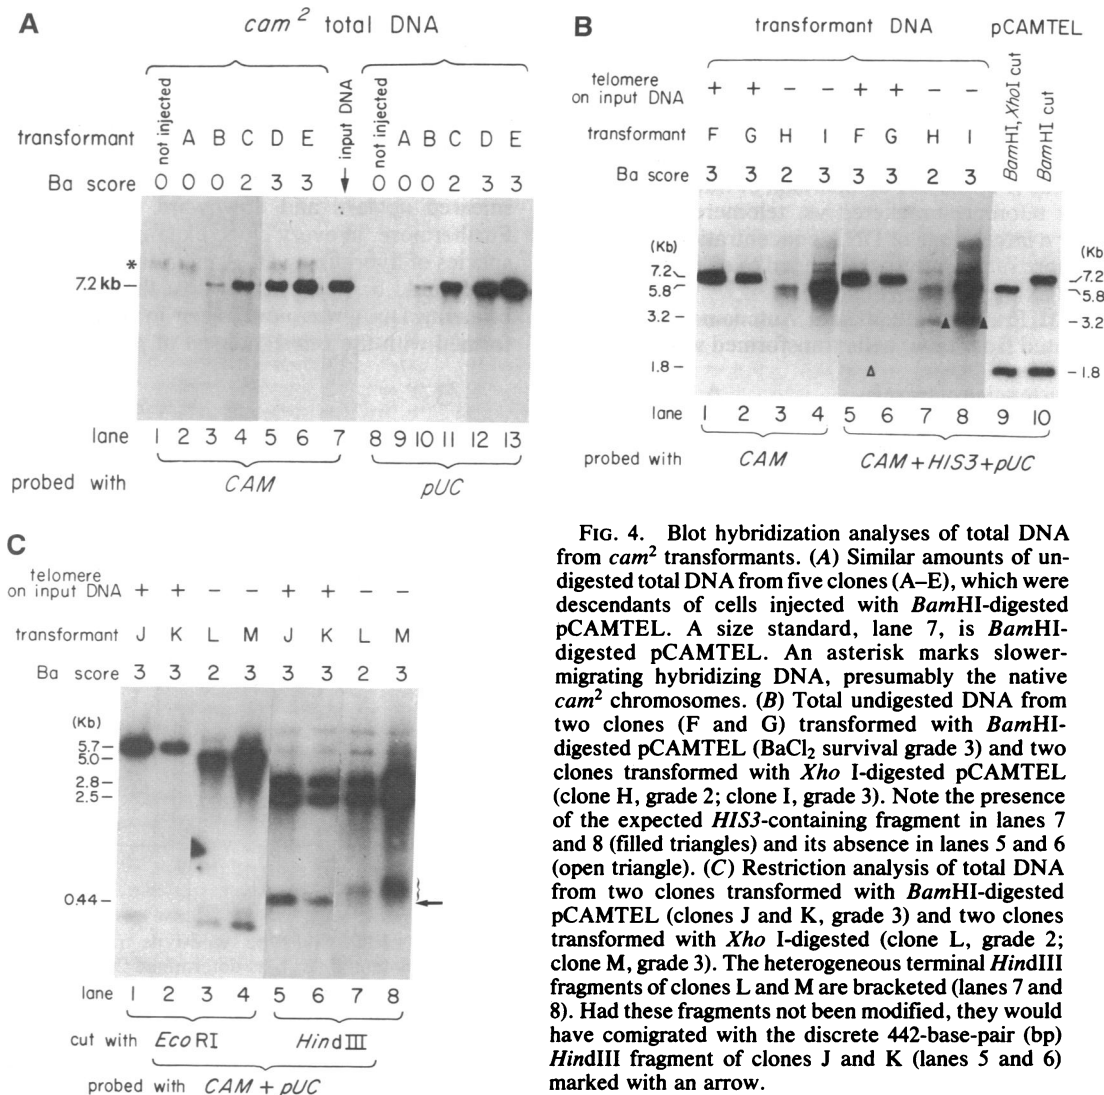 A
cam 2 total DNA
not injected
input DNA
not injected
transformant A B C D E A B C D E
Ba score 0 0 0 2 3 3 0 0 0 2 3 3
*
7.2 kb
lane 1 2 3 4 5 6 7 8 9 10 11 12 13
probed with CAM pUC
B
transformant DNA pCAMTEL
telomere
on input DNA + + − − + + − −
BamHI, XhoI cut
BamHI cut
transformant F G H I F G H I
Ba score 3 3 2 3 3 3 2 3
(Kb) (Kb
7.2 7.2
5.8 5.8
3.2 3.2
1.8 1.8
lane 1 2 3 4 5 6 7 8 9 10
probed with CAM CAM+HIS3+pUC
C
telomere
on input DNA + + − − + + − −
transformant J K L M J K L M
Ba score 3 3 2 3 3 3 2 3
(Kb)
5.7
5.0
2.8
2.5
0.44
lane 1 2 3 4 5 6 7 8
cut with EcoRI HindIII
probed with CAM + pUC
FIG. 4. Blot hybridization analyses of total DNA
from cam2 transformants. (A) Similar amounts of un-
digested total DNA from five clones (A–E), which were
descendants of cells injected with BamHI-digested
pCAMTEL. A size standard, lane 7, is BamHI-
digested pCAMTEL. An asterisk marks slower-
migrating hybridizing DNA, presumably the native
cam2 chromosomes. (B) Total undigested DNA from
two clones (F and G) transformed with BamHI-
digested pCAMTEL (BaCl2 survival grade 3) and two
clones transformed with Xho I-digested pCAMTEL
(clone H, grade 2; clone I, grade 3). Note the presence
of the expected HIS3-containing fragment in lanes 7
and 8 (filled triangles) and its absence in lanes 5 and 6
(open triangle). (C) Restriction analysis of total DNA
from two clones transformed with BamHI-digested
pCAMTEL (clones J and K, grade 3) and two clones
transformed with Xho I-digested (clone L, grade 2;
clone M, grade 3). The heterogeneous terminal HindIII
fragments of clones L and M are bracketed (lanes 7 and
8). Had these fragments not been modified, they would
have comigrated with the discrete 442-base-pair (bp)
HindIII fragment of clones J and K (lanes 5 and 6)
marked with an arrow.